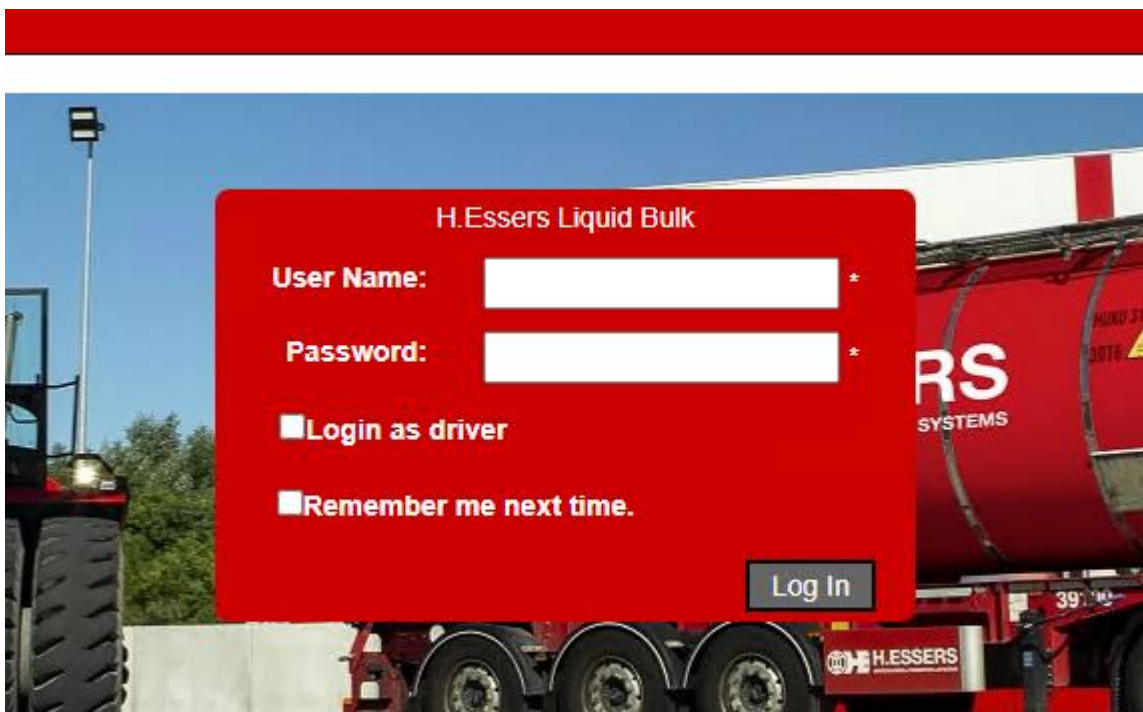 H.Essers Liquid Bulk
User Name: *
Password: *
Login as driver
Remember me next time.
Log In
RS
SYSTEMS
H.ESSERS